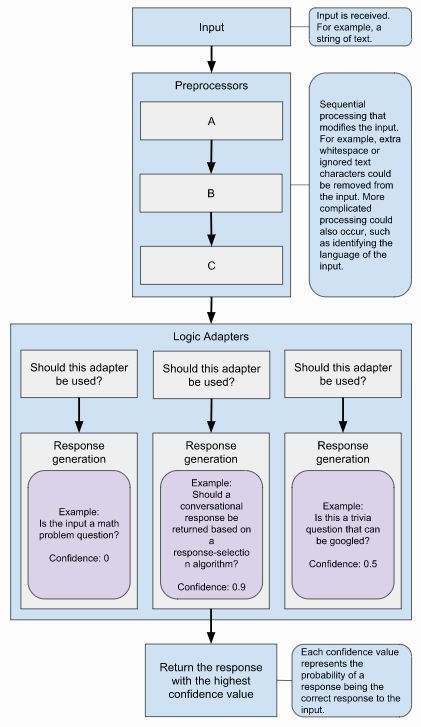 Input
Input is received.
For example, a
string of text.
Preprocessors
A
B
C
Sequential
processing that
modifies the input.
For example, extra
whitespace or
ignored text
characters could
be removed from
the input. More
complicated
processing could
also occur, such
as identifying the
language of the
input.
Logic Adapters
Should this adapter
be used?
Should this adapter
be used?
Should this adapter
be used?
Response
generation
Example:
Is the input a math
problem question?
Confidence: 0
Response
generation
Example:
Should a
conversational
response be
returned based on
a
response-selectio
n algorithm?
Confidence: 0.9
Response
generation
Example:
Is this a trivia
question that can
be googled?
Confidence: 0.5
Return the response
with the highest
confidence value
Each confidence value
represents the
probability of a
response being the
correct response to the
input.